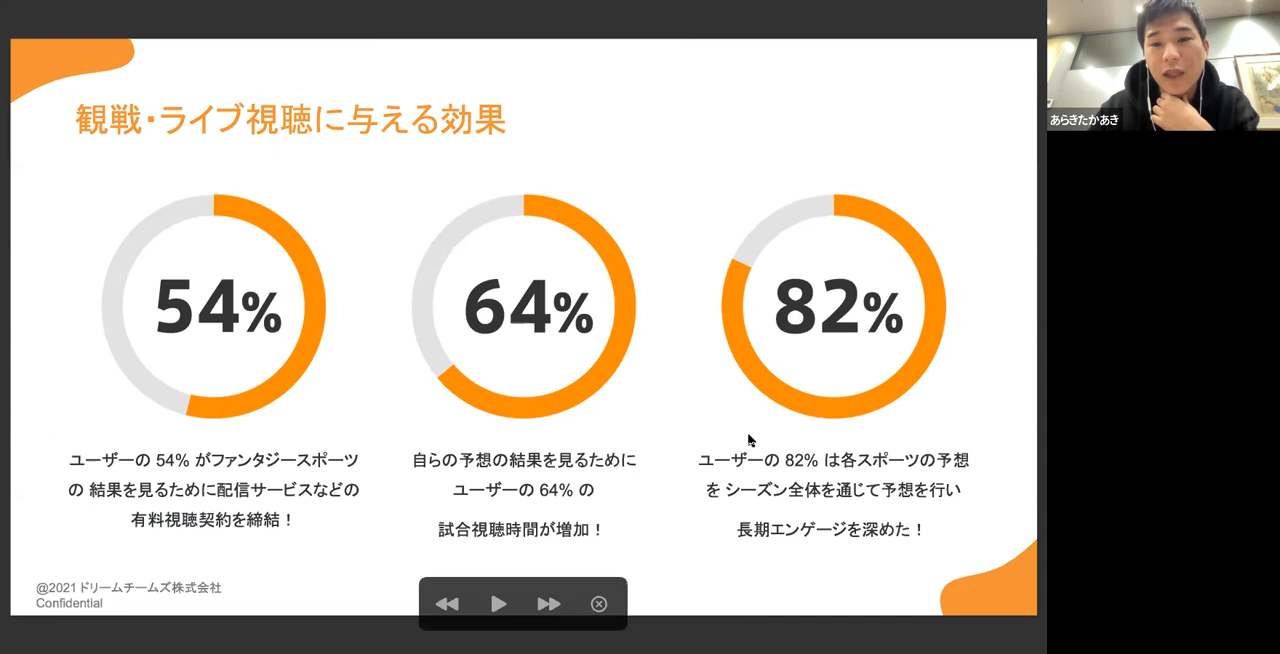 観戦・ライブ視聴に与える効果
54%
64%
82%
ユーザーの 54% がファンタジースポーツ
の 結果を見るために配信サービスなどの
有料視聴契約を締結！
自らの予想の結果を見るために
ユーザーの 64% の
試合視聴時間が増加！
ユーザーの 82% は各スポーツの予想
を シーズン全体を通じて予想を行い
長期エンゲージを深めた！
@2021 ドリームチームズ株式会社
Confidential
あらきたかあき